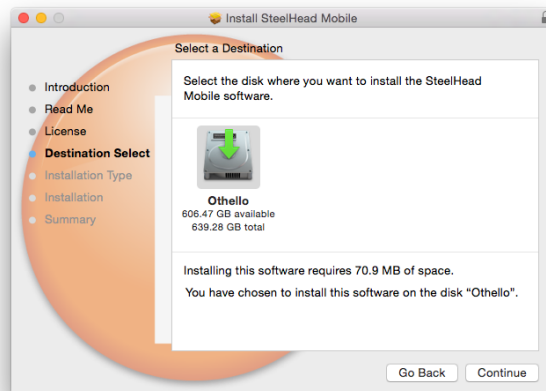 Install SteelHead Mobile
Select a Destination
Introduction
Read Me
License
Destination Select
Installation Type
Installation
Summary
Select the disk where you want to install the SteelHead
Mobile software.
Othello
606.47 GB available
639.28 GB total
Installing this software requires 70.9 MB of space.
You have chosen to install this software on the disk “Othello”.
Go Back
Continue